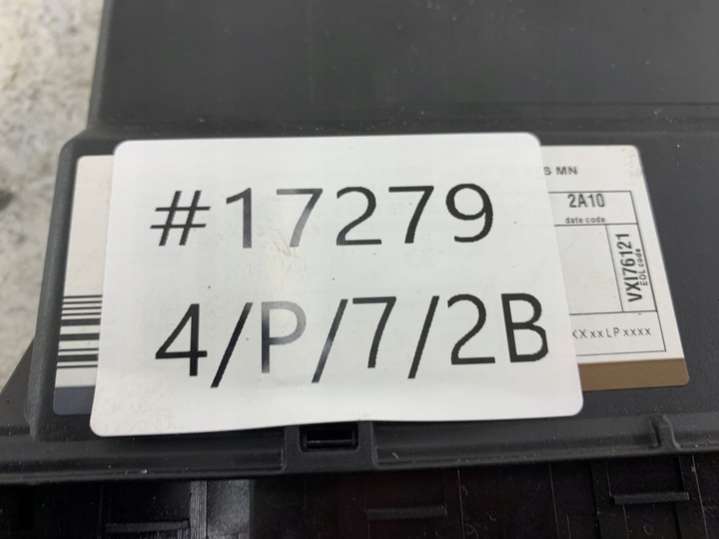 #17279
4/P/7/2B
S MN
2A10
date code
VXI76121
EOL code
XXxxLPxxxx